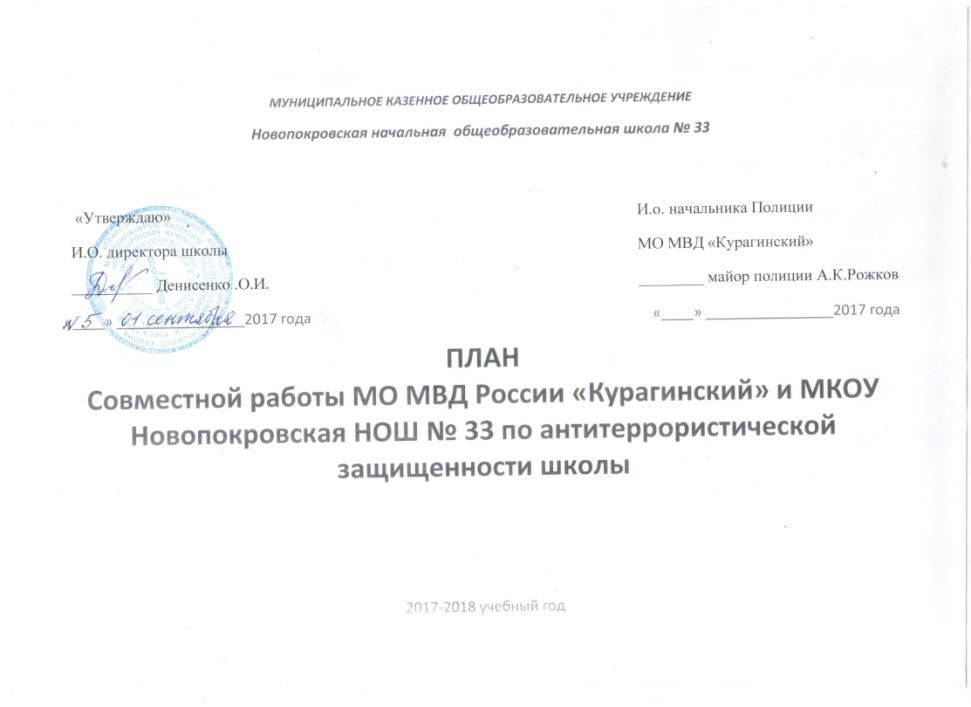 МУНИЦИПАЛЬНОЕ КАЗЕННОЕ ОБЩЕОБРАЗОВАТЕЛЬНОЕ УЧРЕЖДЕНИЕ
Новопокровская начальная общеобразовательная школа № 33
«Утверждаю»
И.О. директора школы
__________ Денисенко .О.И.
№5 » 01 сентября 2017 года
И.о. начальника Полиции
МО МВД «Курагинский»
________ майор полиции А.К.Рожков
«____» ________________2017 года
ПЛАН
Совместной работы МО МВД России «Курагинский» и МКОУ
Новопокровская НОШ № 33 по антитеррористической
защищенности школы
2017-2018 учебный год